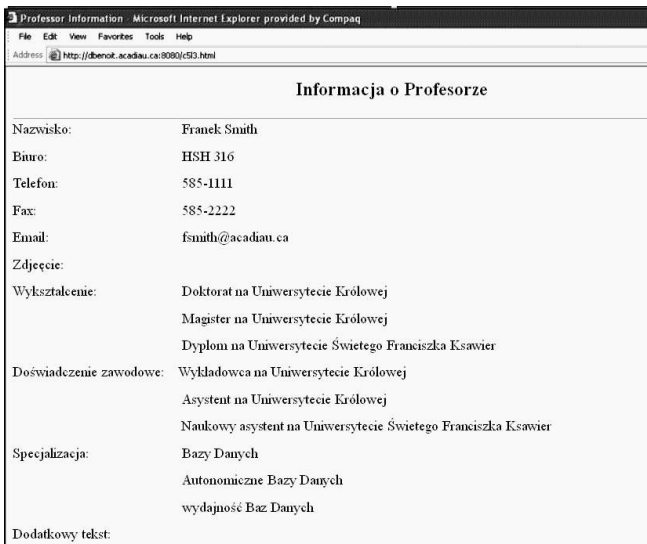 Professor Information - Microsoft Internet Explorer provided by Compaq
File Edit View Favorites Tools Help
Address http://dbenoit.acadiau.ca:8080/c5l3.html
Informacja o Profesorze
Nazwisko: Franek Smith
Biuro: HSH 316
Telefon: 585-1111
Fax: 585-2222
Email: fsmith@acadiau.ca
Zdjeęcie:
Wykształcenie: Doktorat na Uniwersytecie Królowej
Magister na Uniwersytecie Królowej
Dyplom na Uniwersytecie Świetego Franciszka Ksawier
Doświadczenie zawodowe: Wykladowca na Uniwersytecie Królowej
Asystent na Uniwersytecie Królowej
Naukowy asystent na Uniwersytecie Świetego Franciszka Ksawier
Specjalizacja: Bazy Danych
Autonomiczne Bazy Danych
wydajność Baz Danych
Dodatkowy tekst: